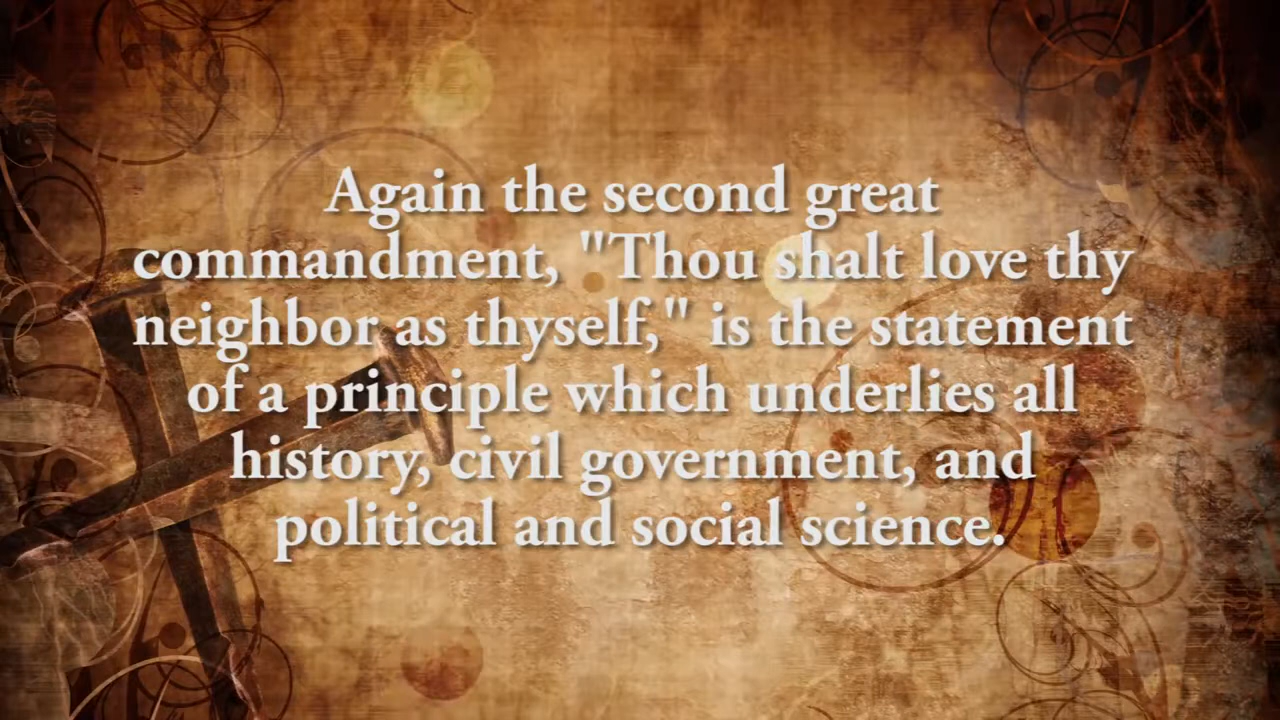 Again the second great
commandment, "Thou shalt love thy
neighbor as thyself," is the statement
of a principle which underlies all
history, civil government, and
political and social science.